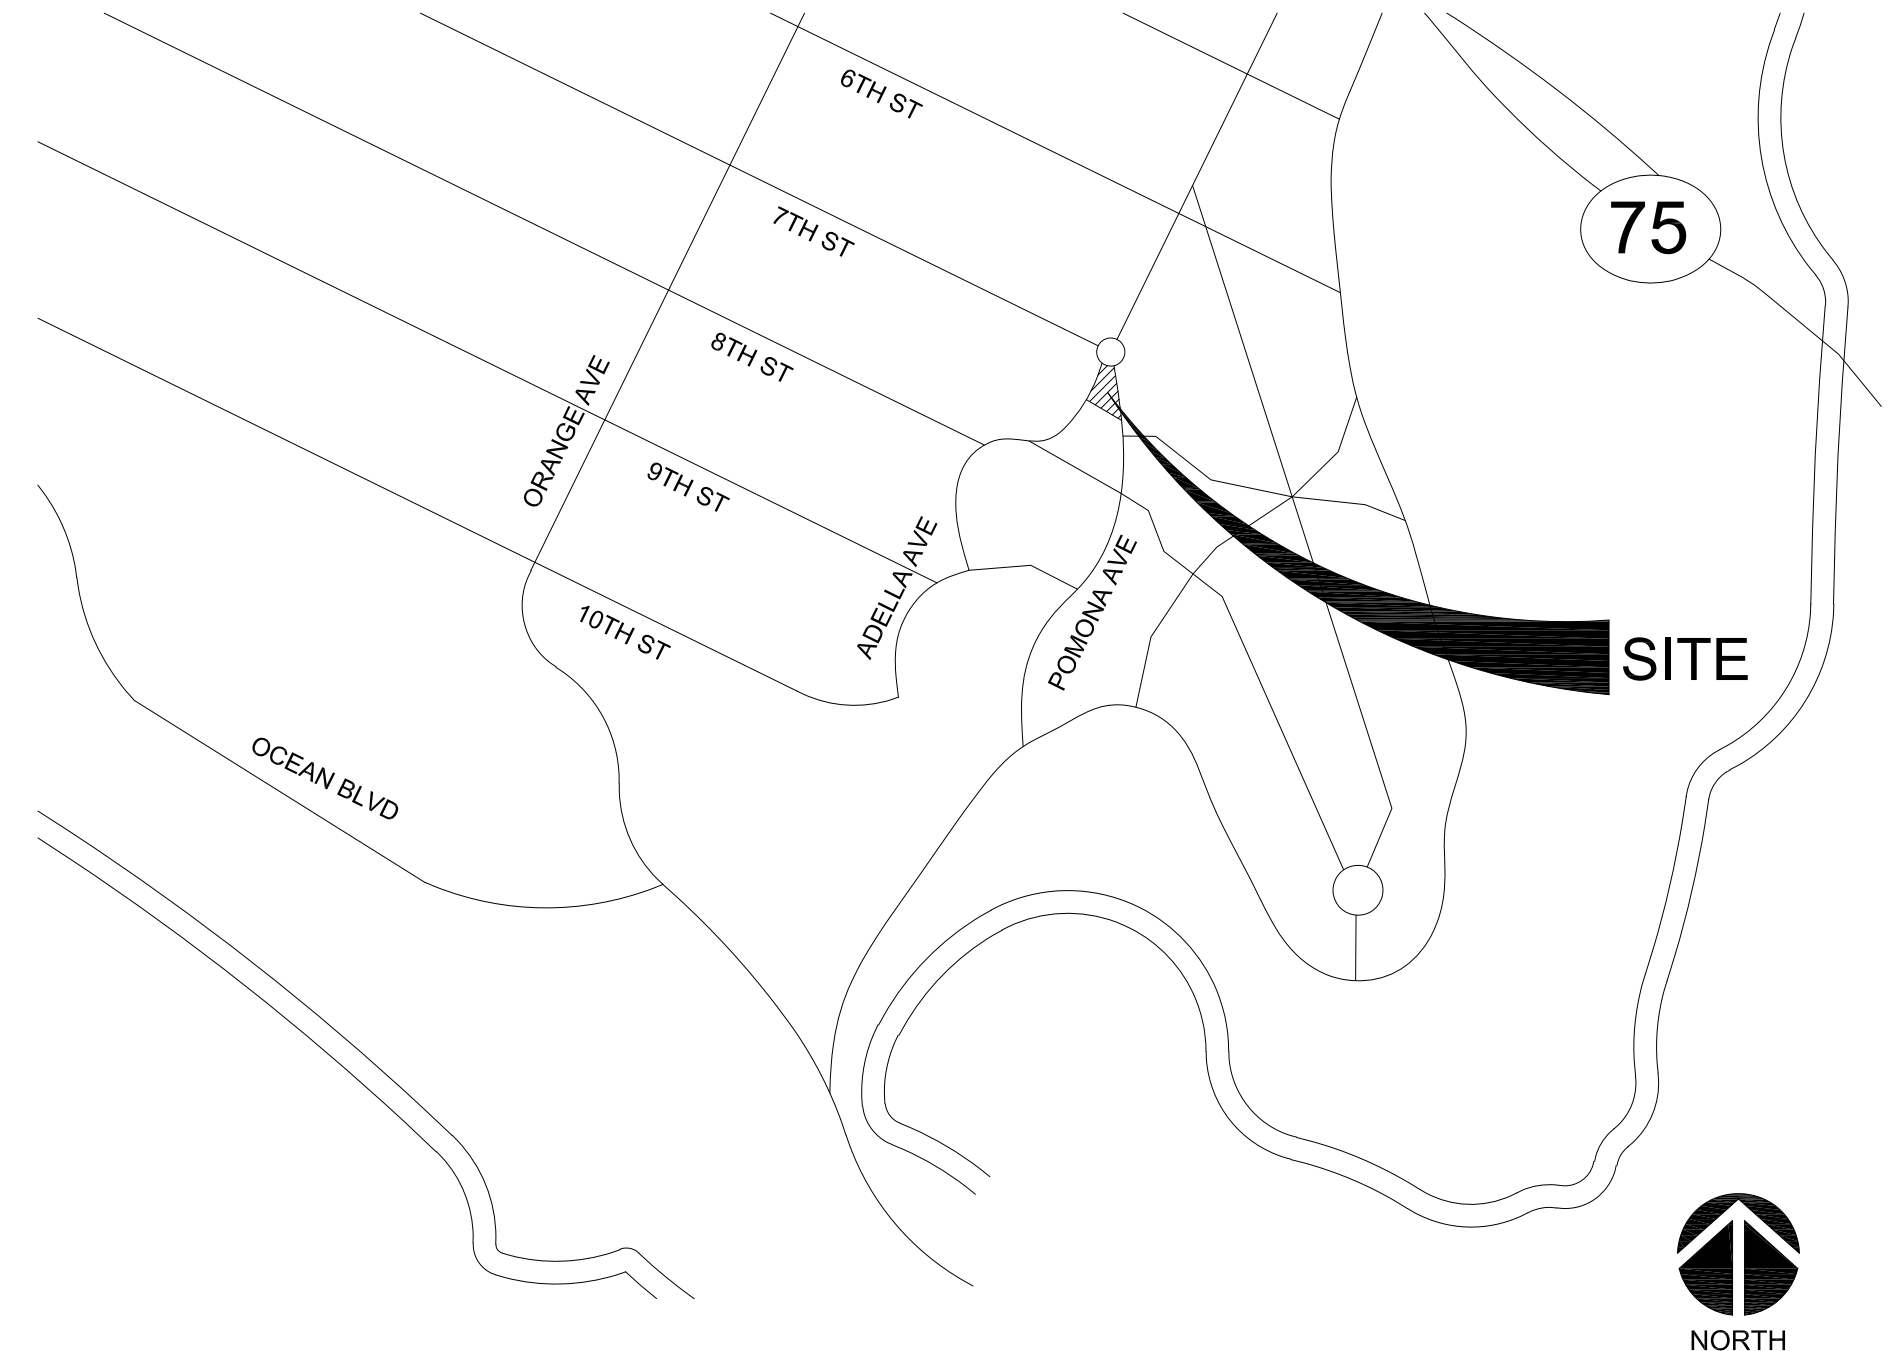 6TH ST
75
7TH ST
8TH ST
ORANGE AVE
9TH ST
ADELLA AVE
POMONA AVE
10TH ST
SITE
OCEAN BLVD
NORTH